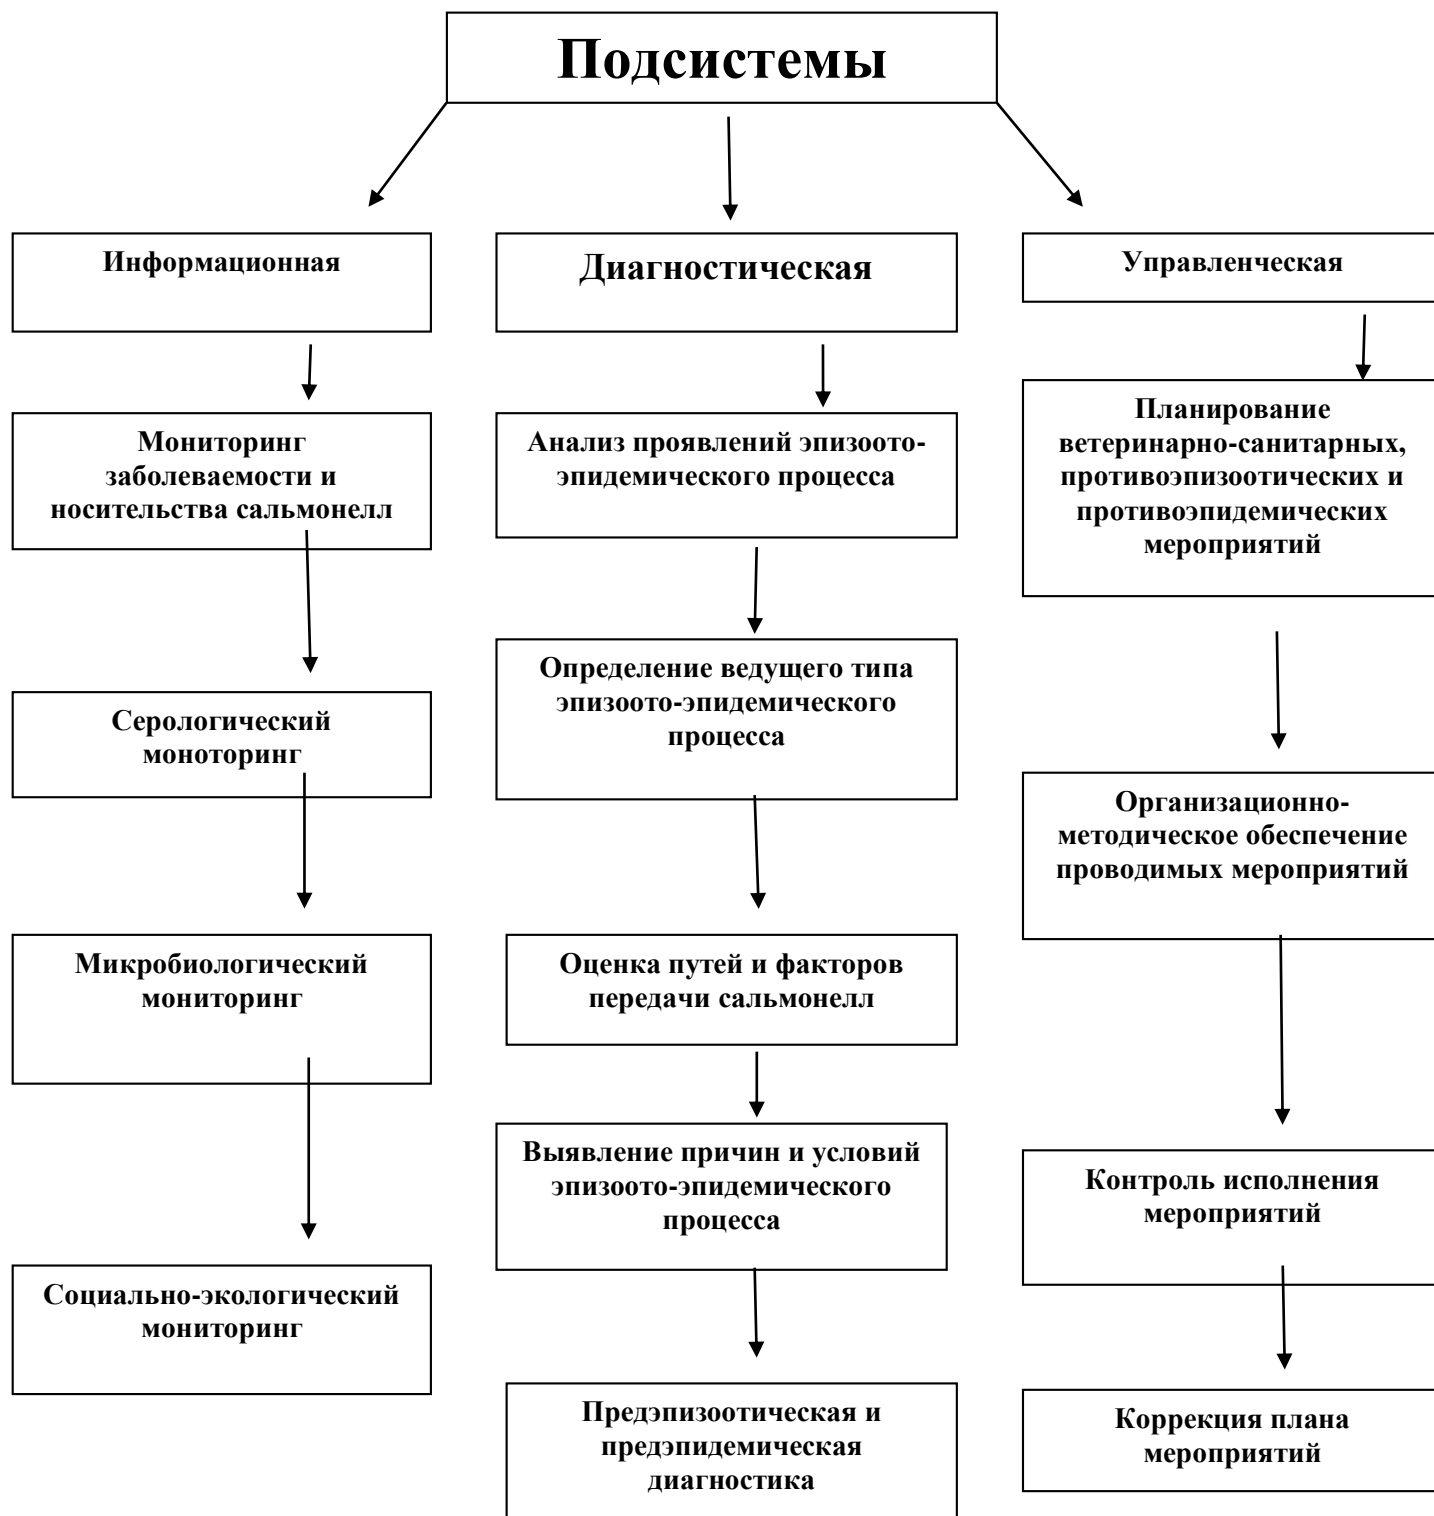 Подсистемы
Информационная
Диагностическая
Управленческая
Мониторинг
заболеваемости и
носительства сальмонелл
Серологический
моноторинг
Микробиологический
мониторинг
Социально-экологический
мониторинг
Анализ проявлений эпизоото-
эпидемического процесса
Определение ведущего типа
эпизоото-эпидемического
процесса
Оценка путей и факторов
передачи сальмонелл
Выявление причин и условий
эпизоото-эпидемического
процесса
Предэпизоотическая и
предэпидемическая
диагностика
Планирование
ветеринарно-санитарных,
противоэпизоотических и
противоэпидемических
мероприятий
Организационно-
методическое обеспечение
проводимых мероприятий
Контроль исполнения
мероприятий
Коррекция плана
мероприятий